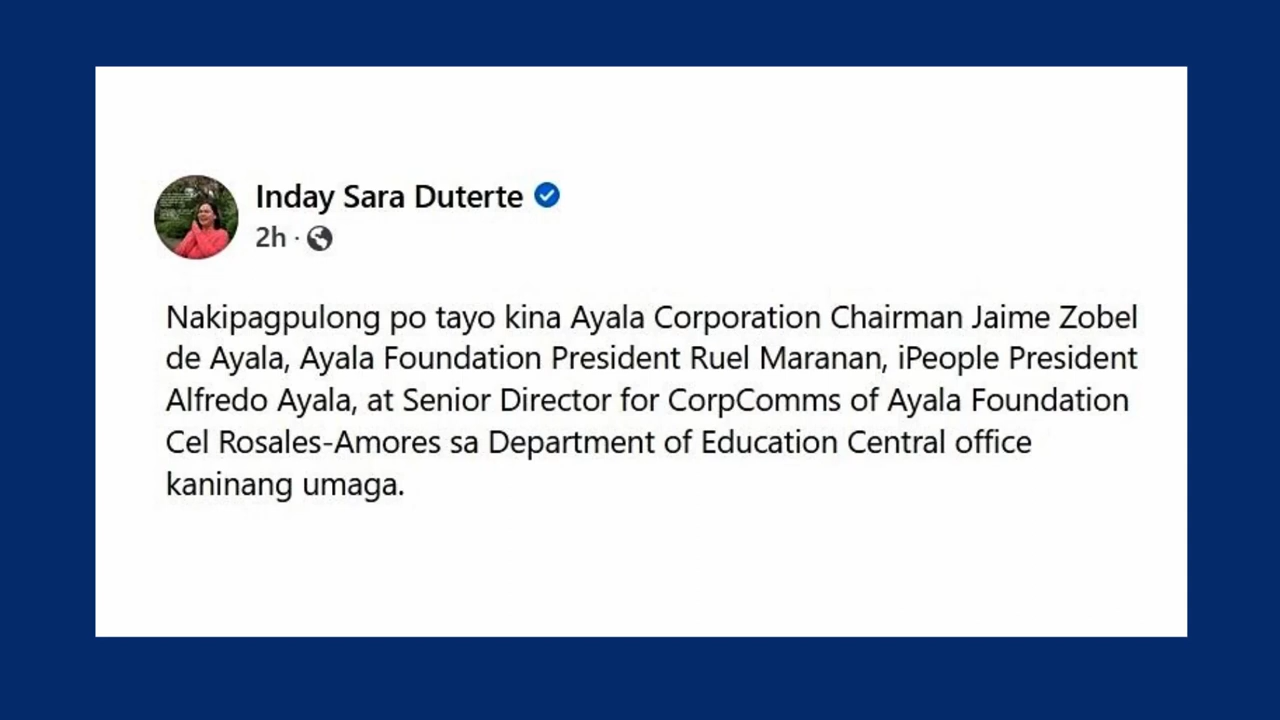 Inday Sara Duterte
2h ·
Nakipagpulong po tayo kina Ayala Corporation Chairman Jaime Zobel
de Ayala, Ayala Foundation President Ruel Maranan, iPeople President
Alfredo Ayala, at Senior Director for CorpComms of Ayala Foundation
Cel Rosales-Amores sa Department of Education Central office
kaninang umaga.